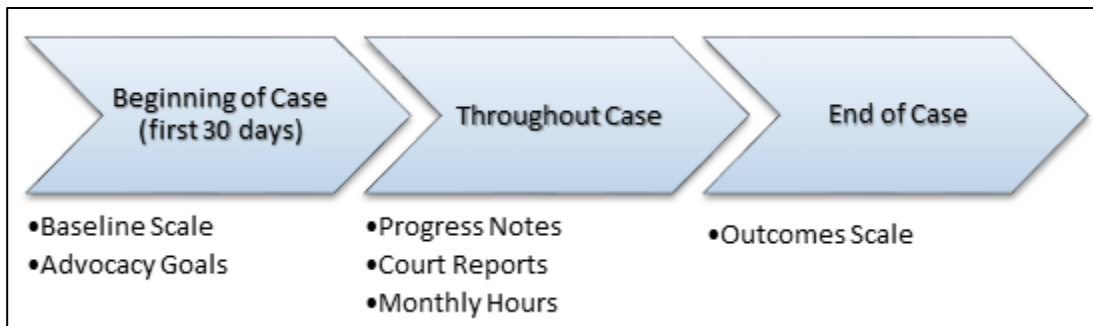 Beginning of Case
(first 30 days)
Throughout Case
End of Case
•Baseline Scale
•Advocacy Goals
•Progress Notes
•Court Reports
•Monthly Hours
•Outcomes Scale